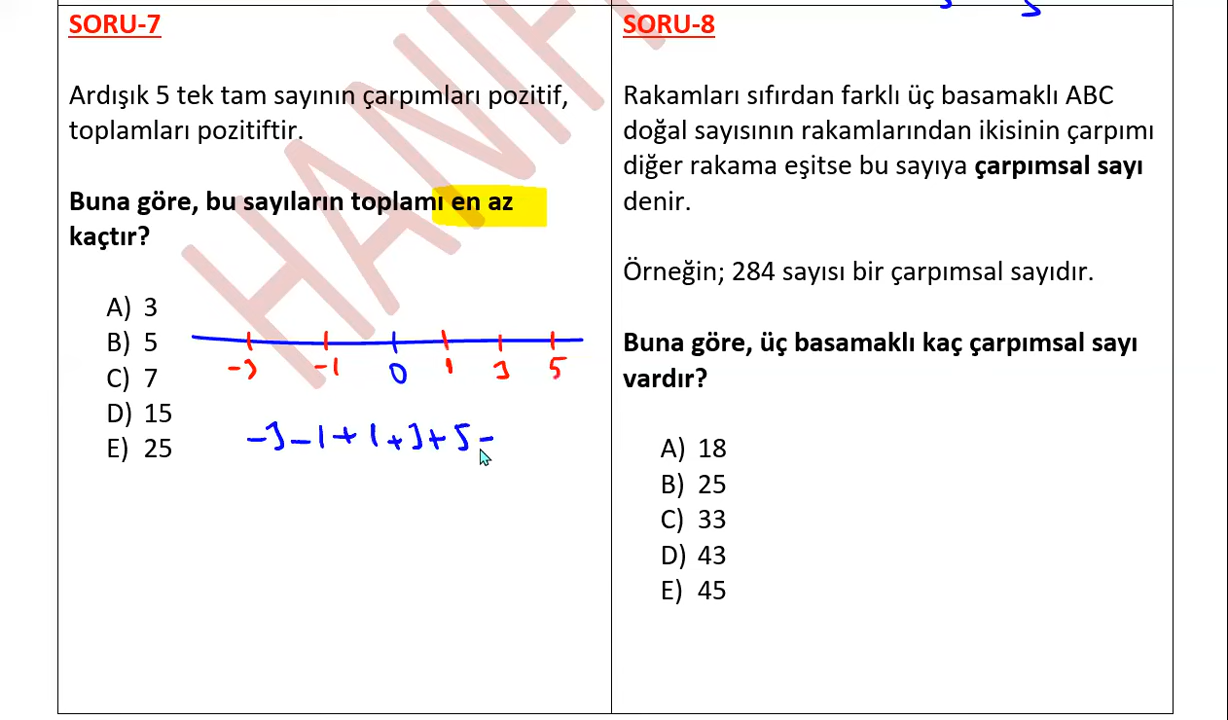 SORU-7
Ardışık 5 tek tam sayının çarpımları pozitif,
toplamları pozitiftir.
Buna göre, bu sayıların toplamı en az
kaçtır?
A) 3
B) 5
C) 7
D) 15
E) 25
-3 -1 0 1 3 5
-3-1+1+3+5=
SORU-8
Rakamları sıfırdan farklı üç basamaklı ABC
doğal sayısının rakamlarından ikisinin çarpımı
diğer rakama eşitse bu sayıya çarpımsal sayı
denir.
Örneğin; 284 sayısı bir çarpımsal sayıdır.
Buna göre, üç basamaklı kaç çarpımsal sayı
vardır?
A) 18
B) 25
C) 33
D) 43
E) 45
HANIF